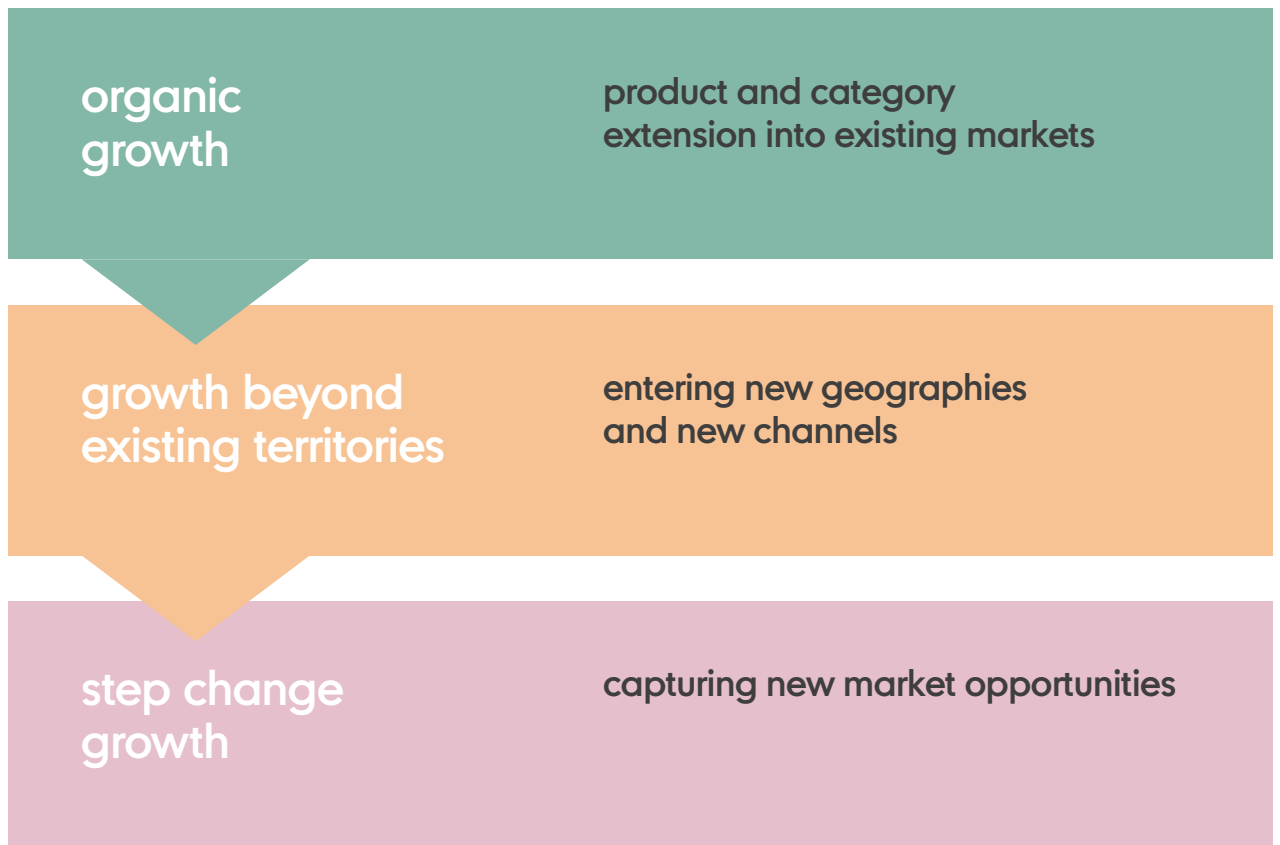 organic
growth
product and category
extension into existing markets
growth beyond
existing territories
entering new geographies
and new channels
step change
growth
capturing new market opportunities